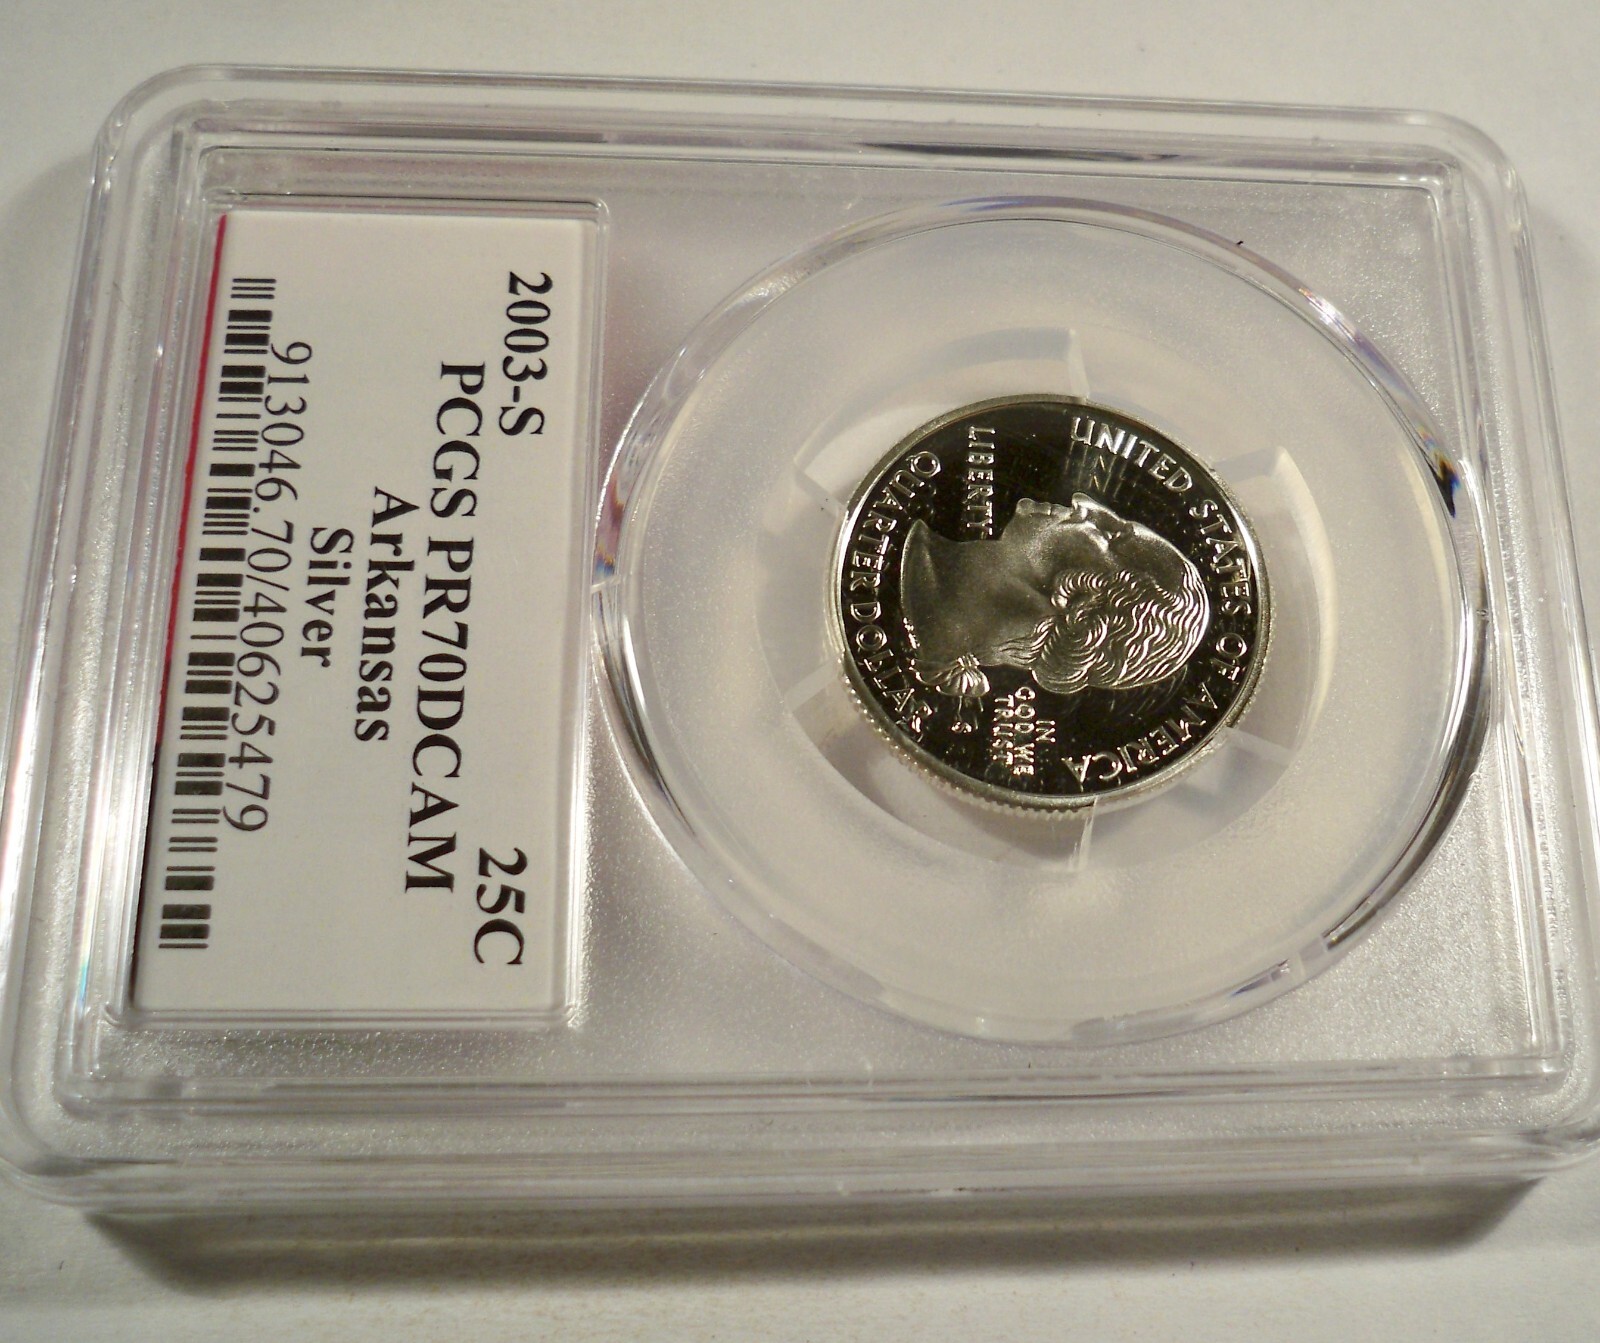 2003-S 25C
PCGS PR70DCAM
Arkansas
Silver
913046.70/40625479
UNITED STATES OF AMERICA
LIBERTY
IN
GOD WE
TRUST
S
QUARTER DOLLAR